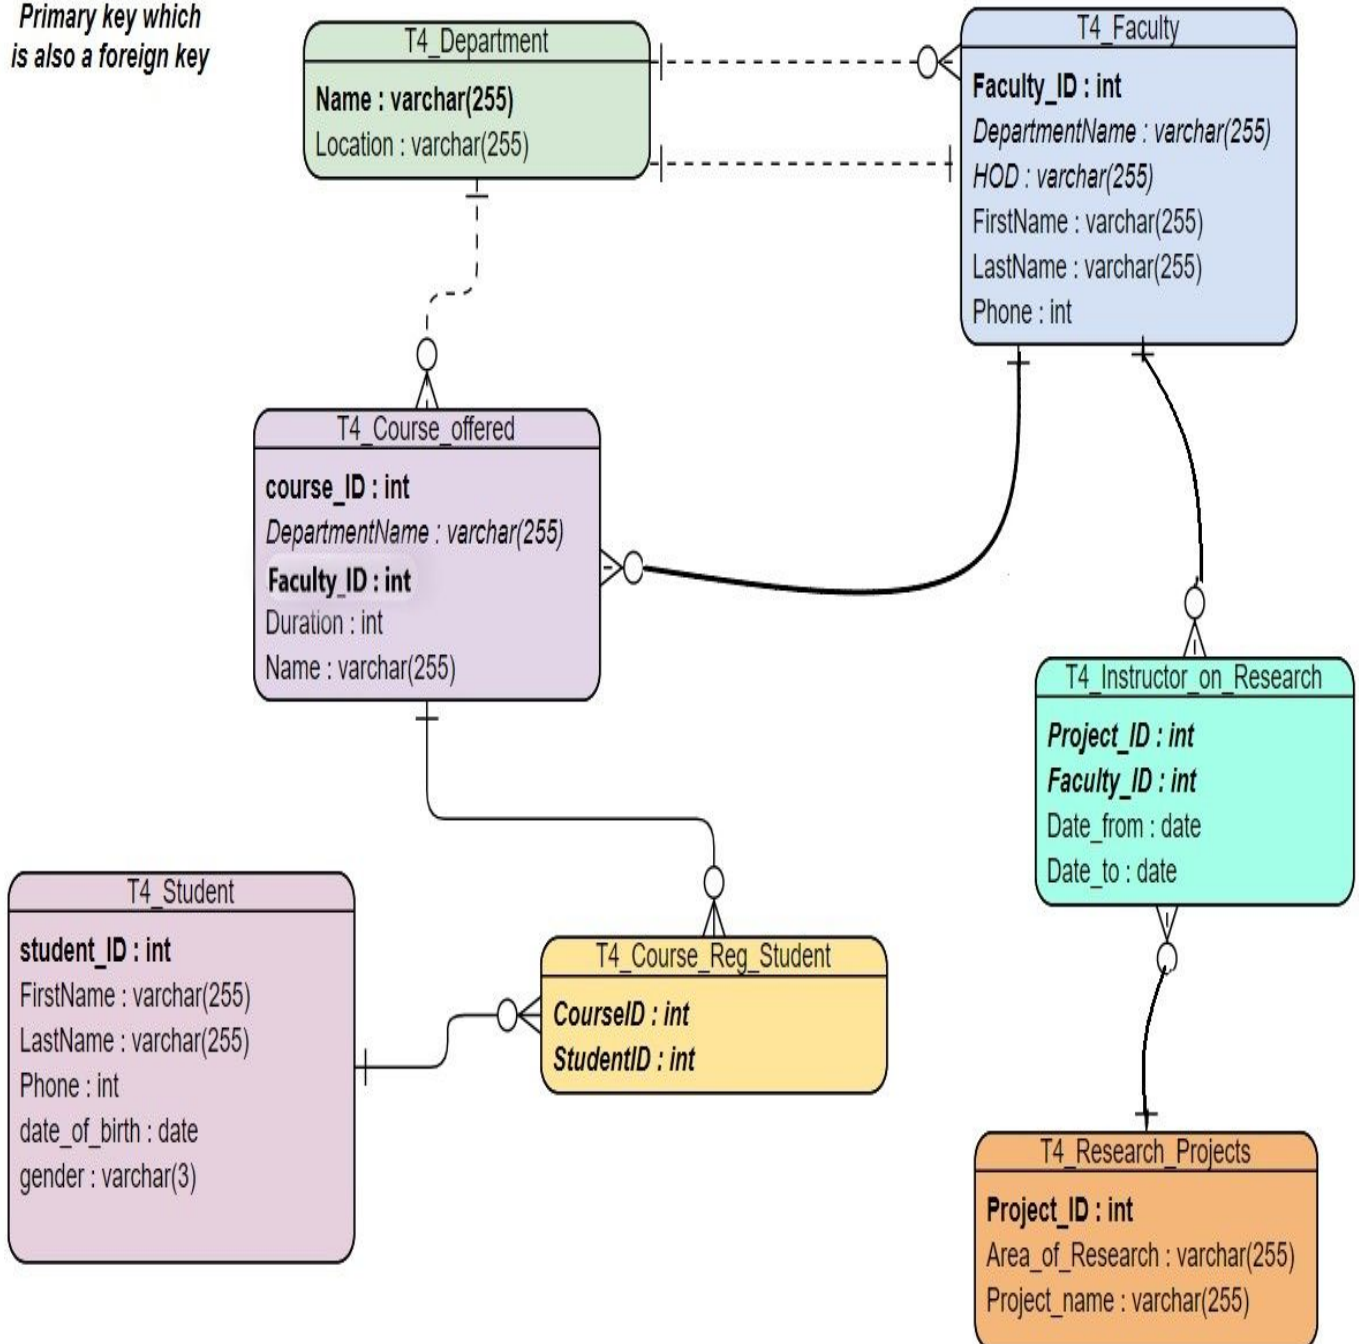 Primary key which
is also a foreign key
T4_Department
Name : varchar(255)
Location : varchar(255)
T4_Faculty
Faculty_ID : int
DepartmentName : varchar(255)
HOD : varchar(255)
FirstName : varchar(255)
LastName : varchar(255)
Phone : int
T4_Course_offered
course_ID : int
DepartmentName : varchar(255)
Faculty_ID : int
Duration : int
Name : varchar(255)
T4_Instructor_on_Research
Project_ID : int
Faculty_ID : int
Date_from : date
Date_to : date
T4_Student
student_ID : int
FirstName : varchar(255)
LastName : varchar(255)
Phone : int
date_of_birth : date
gender : varchar(3)
T4_Course_Reg_Student
CourseID : int
StudentID : int
T4_Research_Projects
Project_ID : int
Area_of_Research : varchar(255)
Project_name : varchar(255)